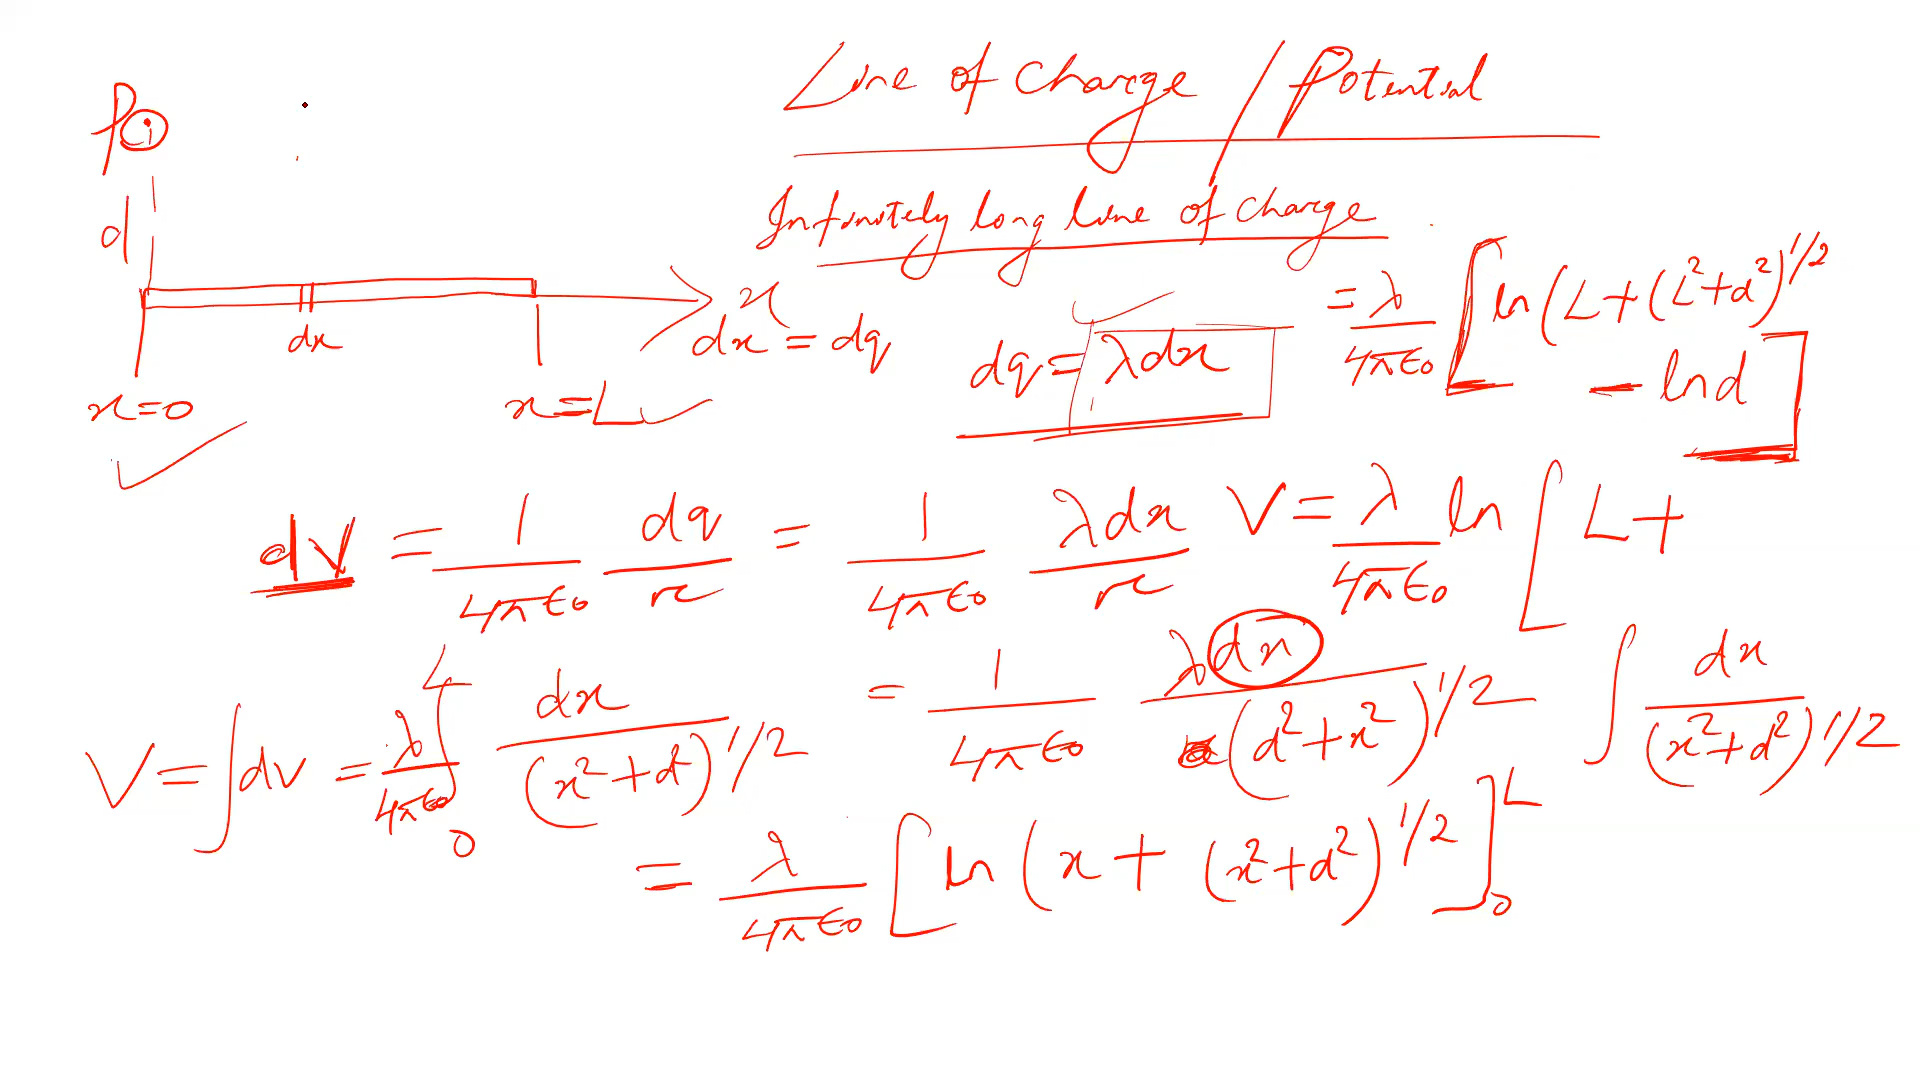 Line of Charge / Potential
Infinitely long line of charge
P
d
dx
x
x=0
x=L
dx = dq
dq = λdx
= λ/4πϵ₀ [ln(L+(L²+d²)^1/2
- ln d]
dV = 1/4πϵ₀ dq/r = 1/4πϵ₀ λdx/r
V = λ/4πϵ₀ ln [L+
= 1/4πϵ₀ λdx/(d²+x²)^1/2
∫ dx/(x²+d²)^1/2
V = ∫dv = λ/4πϵ₀ ∫₀^L dx/(x²+d²)^1/2
= λ/4πϵ₀ [ln(x+(x²+d²)^1/2]₀^L